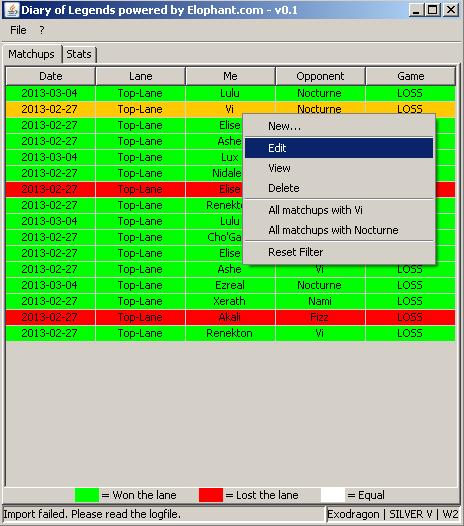 Diary of Legends powered by Elophant.com - v0.1
File ?
Matchups Stats
Date Lane Me Opponent Game
2013-03-04 Top-Lane Lulu Nocturne LOSS
2013-02-27 Top-Lane Vi Nocturne LOSS
2013-02-27 Top-Lane Elise
2013-02-27 Top-Lane Ashe
2013-03-04 Top-Lane Lux
2013-02-27 Top-Lane Nidale
2013-02-27 Top-Lane Elise
2013-02-27 Top-Lane Renekt
2013-03-04 Top-Lane Lulu
2013-02-27 Top-Lane Cho'Ga
2013-02-27 Top-Lane Elise
2013-02-27 Top-Lane Ashe Vi LOSS
2013-03-04 Top-Lane Ezreal Nocturne LOSS
2013-02-27 Top-Lane Xerath Nami LOSS
2013-02-27 Top-Lane Akali Fizz LOSS
2013-02-27 Top-Lane Renekton Vi LOSS
New...
Edit
View
Delete
All matchups with Vi
All matchups with Nocturne
Reset Filter
= Won the lane = Lost the lane = Equal
Import failed. Please read the logfile. Exodragon | SILVER V | W2